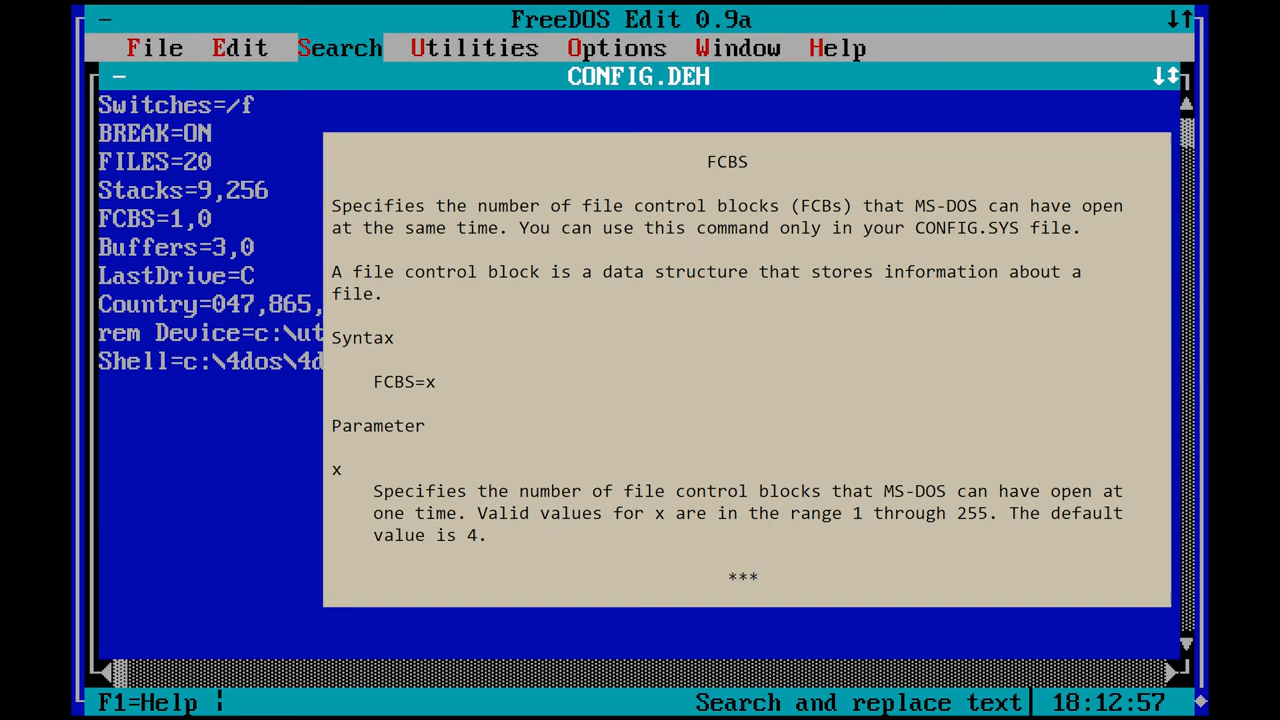 FreeDOS Edit 0.9a
File Edit Search Utilities Options Window Help
CONFIG.DEH
Switches=/f
BREAK=ON
FILES=20
Stacks=9,256
FCBS=1,0
Buffers=3,0
LastDrive=C
Country=047,865,
rem Device=c:\ut
Shell=c:\4dos\4d
FCBS
Specifies the number of file control blocks (FCBs) that MS-DOS can have open
at the same time. You can use this command only in your CONFIG.SYS file.
A file control block is a data structure that stores information about a
file.
Syntax
FCBS=x
Parameter
x
Specifies the number of file control blocks that MS-DOS can have open at
one time. Valid values for x are in the range 1 through 255. The default
value is 4.
***
F1=Help Search and replace text 18:12:57